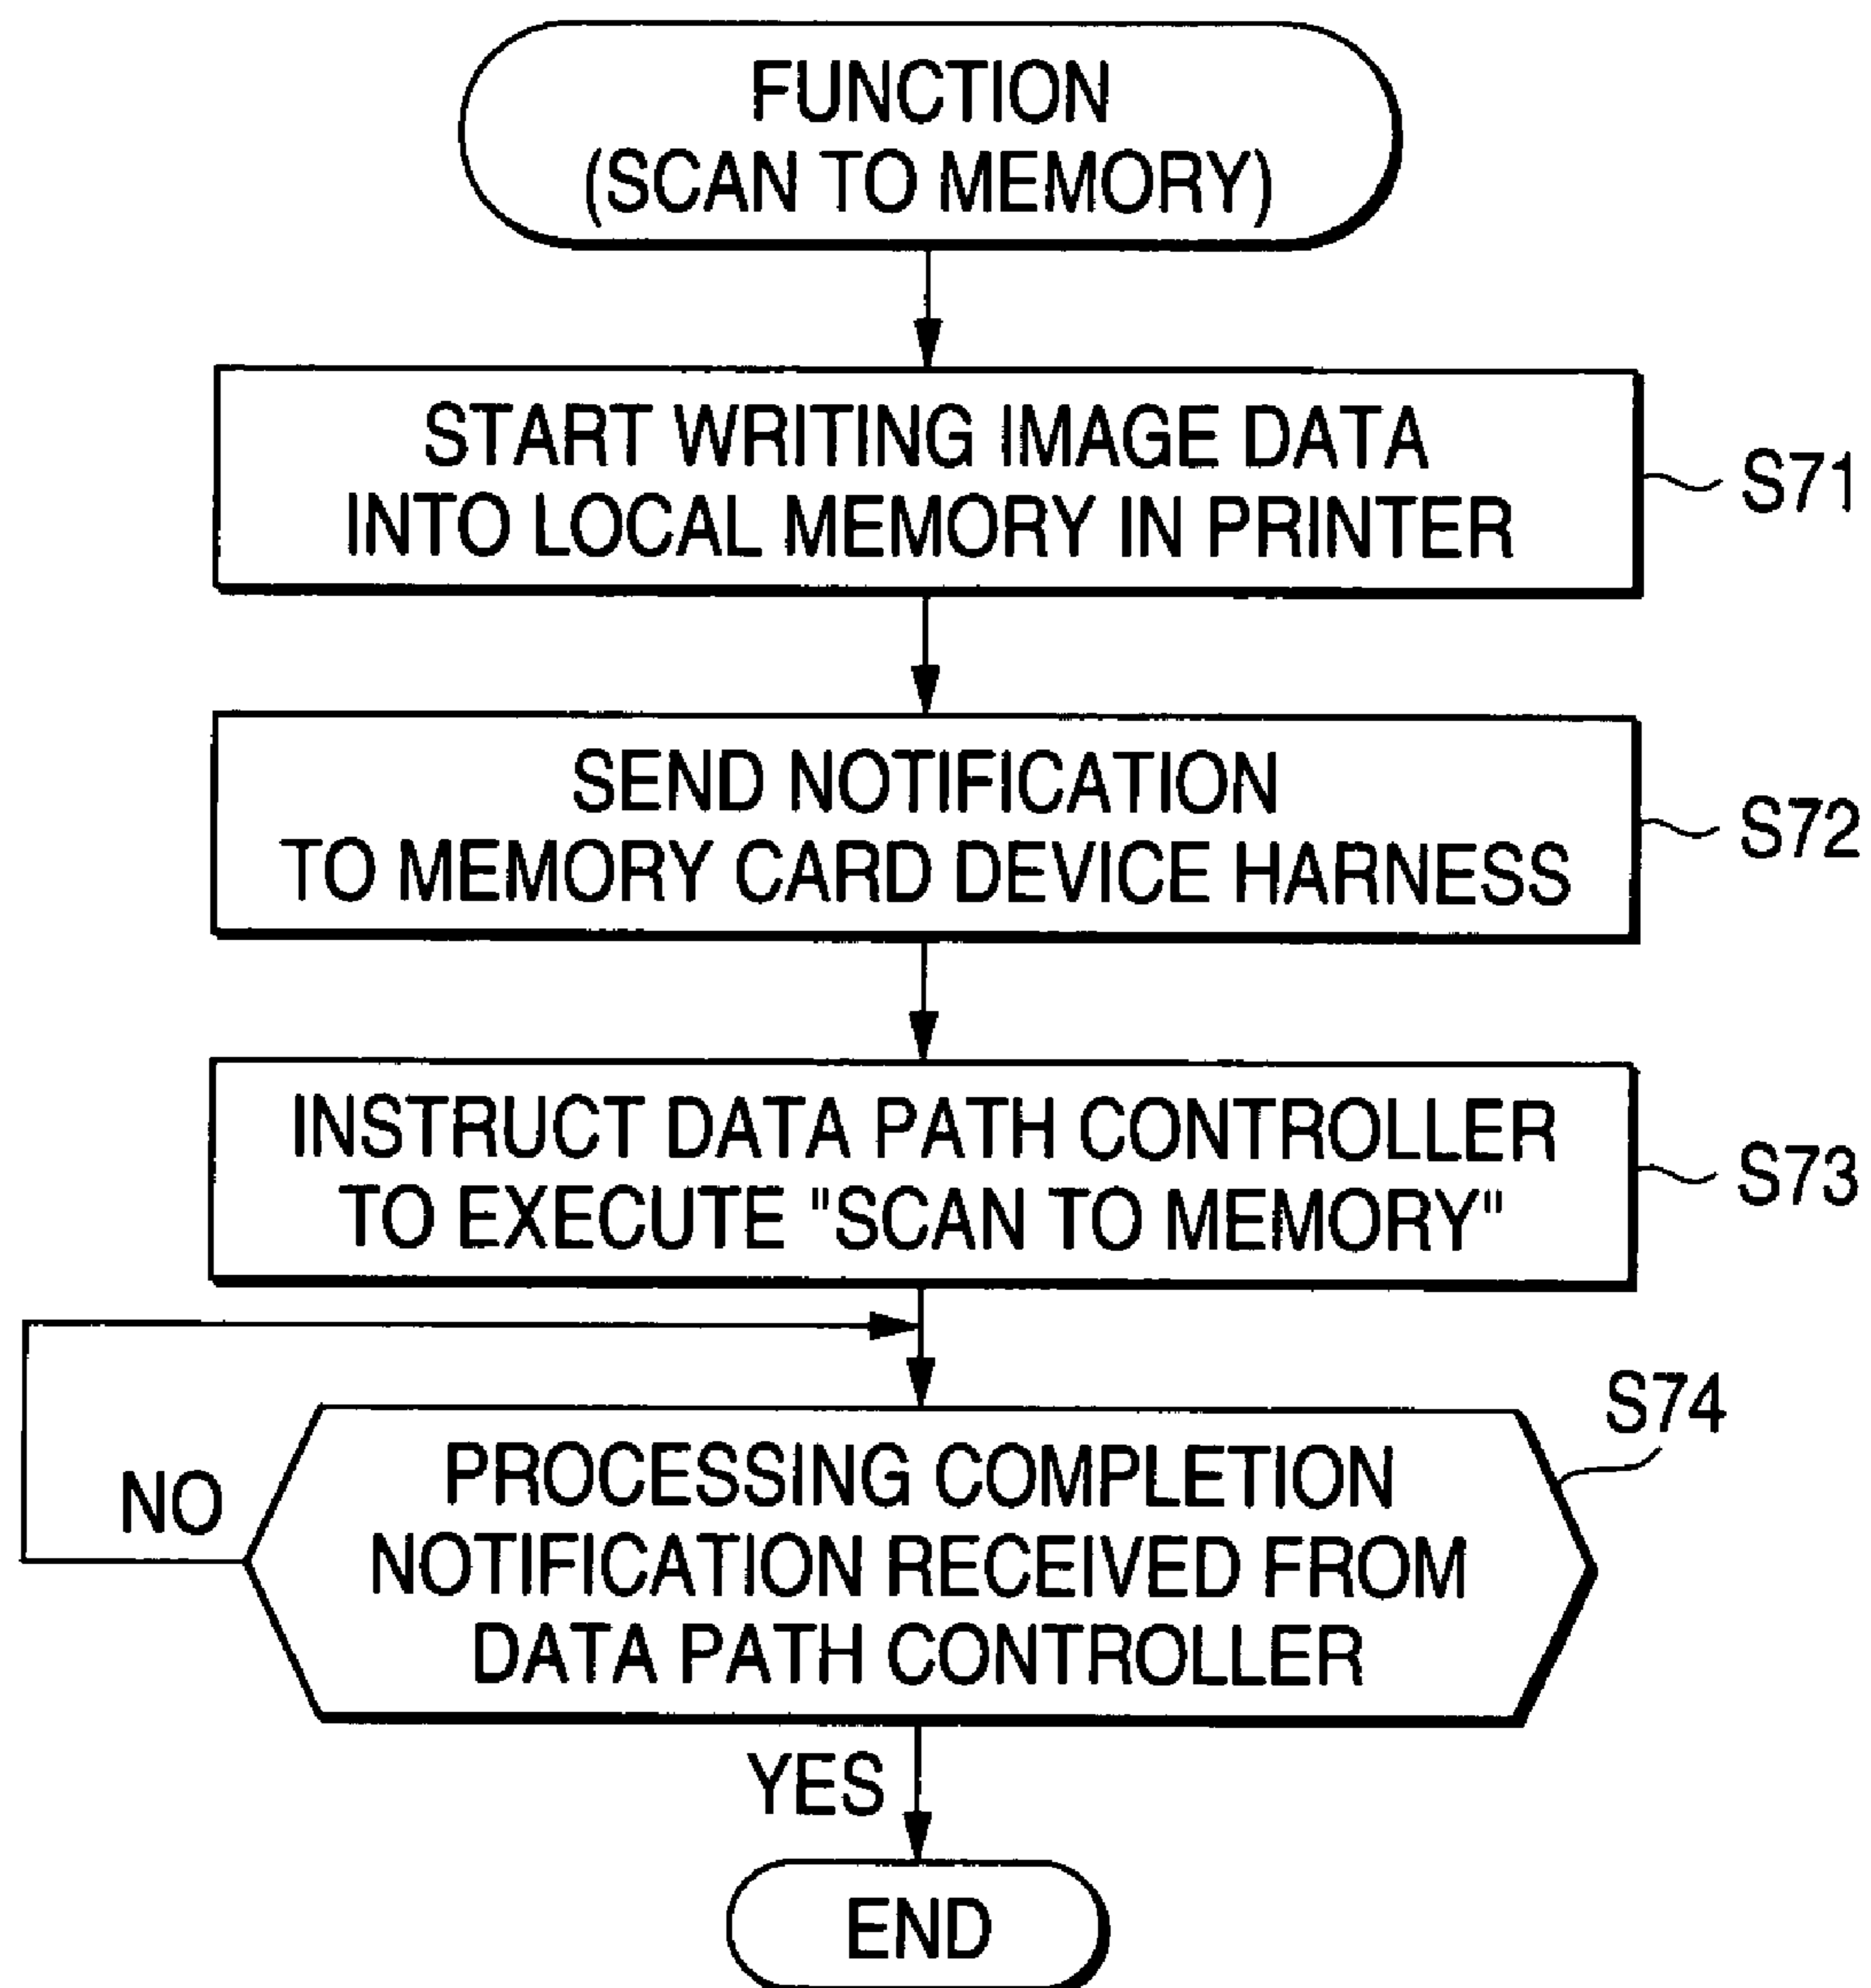 FUNCTION
(SCAN TO MEMORY)
START WRITING IMAGE DATA
INTO LOCAL MEMORY IN PRINTER
S71
SEND NOTIFICATION
TO MEMORY CARD DEVICE HARNESS
S72
INSTRUCT DATA PATH CONTROLLER
TO EXECUTE "SCAN TO MEMORY"
S73
S74
PROCESSING COMPLETION
NOTIFICATION RECEIVED FROM
DATA PATH CONTROLLER
NO
YES
END